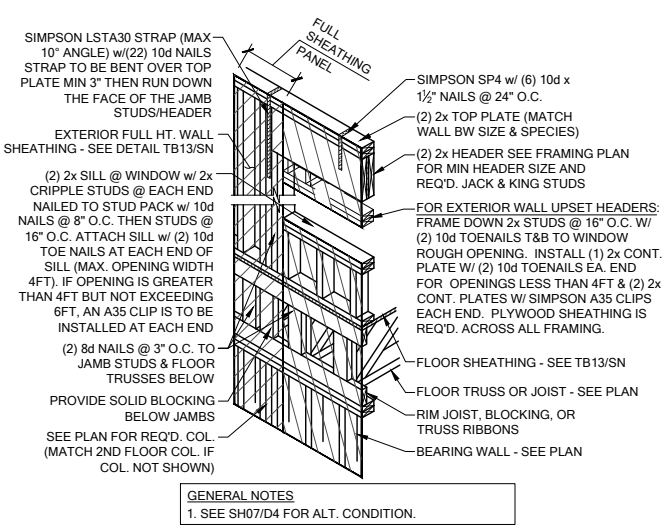 SIMPSON LSTA30 STRAP (MAX
10° ANGLE) w/(22) 10d NAILS
STRAP TO BE BENT OVER TOP
PLATE MIN 3" THEN RUN DOWN
THE FACE OF THE JAMB
STUDS/HEADER
EXTERIOR FULL HT. WALL
SHEATHING - SEE DETAIL TB13/SN
(2) 2x SILL @ WINDOW w/ 2x
CRIPPLE STUDS @ EACH END
NAILED TO STUD PACK w/ 10d
NAILS @ 8" O.C. THEN STUDS @
16" O.C. ATTACH SILL w/ (2) 10d
TOE NAILS AT EACH END OF
SILL (MAX. OPENING WIDTH
4FT). IF OPENING IS GREATER
THAN 4FT BUT NOT EXCEEDING
6FT, AN A35 CLIP IS TO BE
INSTALLED AT EACH END
(2) 8d NAILS @ 3" O.C. TO
JAMB STUDS & FLOOR
TRUSSES BELOW
PROVIDE SOLID BLOCKING
BELOW JAMBS
SEE PLAN FOR REQ'D. COL.
(MATCH 2ND FLOOR COL. IF
COL. NOT SHOWN)
FULL
SHEATHING
PANEL
SIMPSON SP4 w/ (6) 10d x
1½" NAILS @ 24" O.C.
(2) 2x TOP PLATE (MATCH
WALL BW SIZE & SPECIES)
(2) 2x HEADER SEE FRAMING PLAN
FOR MIN HEADER SIZE AND
REQ'D. JACK & KING STUDS
FOR EXTERIOR WALL UPSET HEADERS:
FRAME DOWN 2x STUDS @ 16" O.C. W/
(2) 10d TOENAILS T&B TO WINDOW
ROUGH OPENING. INSTALL (1) 2x CONT.
PLATE W/ (2) 10d TOENAILS EA. END
FOR OPENINGS LESS THAN 4FT & (2) 2x
CONT. PLATES W/ SIMPSON A35 CLIPS
EACH END. PLYWOOD SHEATHING IS
REQ'D. ACROSS ALL FRAMING.
FLOOR SHEATHING - SEE TB13/SN
FLOOR TRUSS OR JOIST - SEE PLAN
RIM JOIST, BLOCKING, OR
TRUSS RIBBONS
BEARING WALL - SEE PLAN
GENERAL NOTES
1. SEE SH07/D4 FOR ALT. CONDITION.